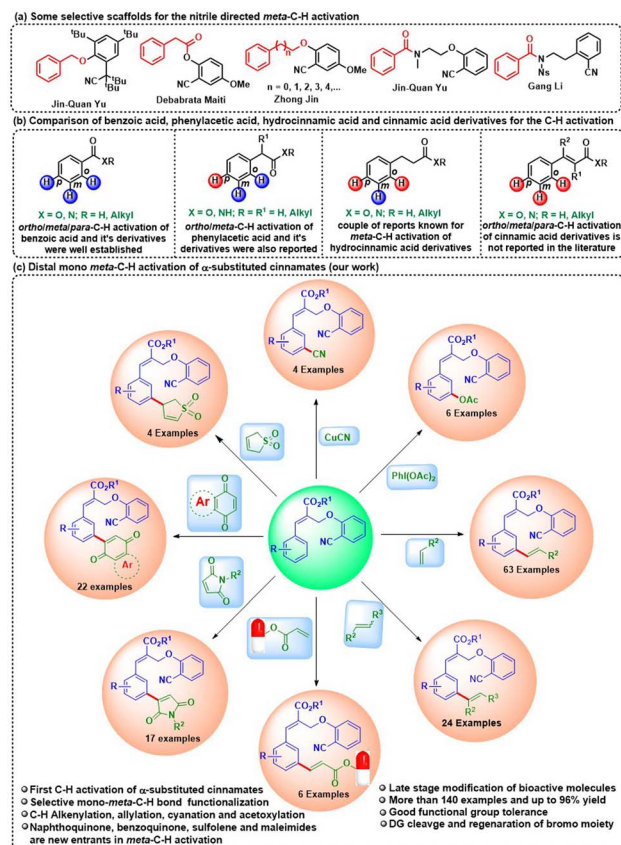 (a) Some selective scaffolds for the nitrile directed meta-C-H activation
tBu
tBu
O
NC
tBu
tBu
Jin-Quan Yu
O
O
NC
OMe
Debabrata Maiti
( )n
O
NC
OMe
n = 0, 1, 2, 3, 4,...
Zhong Jin
O
N
O
NC
Jin-Quan Yu
O
N
Ns
CN
Gang Li
(b) Comparison of benzoic acid, phenylacetic acid, hydrocinnamic acid and cinnamic acid derivatives for the C-H activation
O
XR
H p m o H
H
X = O, N; R = H, Alkyl
ortho/meta/para-C-H activation of
benzoic acid and it's derivatives
were well established
R1
O
XR
H p m o H
H
X = O, NH; R = R1 = H, Alkyl
ortho/meta-C-H activation of
phenylacetic acid and it's
derivatives were also reported
O
XR
H p m o H
H
X = O, N; R = H, Alkyl
couple of reports known for
meta-C-H activation of
hydrocinnamic acid derivatives
R2
O
XR
R1
H p m o H
H
X = O, N; R = H, Alkyl
ortho/meta/para-C-H activation
of cinnamic acid derivatives is
not reported in the literature
(c) Distal mono meta-C-H activation of α-substituted cinnamates (our work)
CO2R1
O
NC
R
CN
4 Examples
CO2R1
O
NC
R
S
O
O
4 Examples
CO2R1
O
NC
R
OAc
6 Examples
S
O
O
CuCN
PhI(OAc)2
CO2R1
O
NC
R
O
O
Ar
22 examples
Ar
O
O
CO2R1
O
NC
R
R2
CO2R1
O
NC
R
R2
63 Examples
O
N-R2
O
O
O
R3
R2
CO2R1
O
NC
R
O
N
O
R2
17 examples
CO2R1
O
NC
R
O
O
6 Examples
CO2R1
O
NC
R
R3
R2
24 Examples
First C-H activation of α-substituted cinnamates
Selective mono-meta-C-H bond functionalization
C-H Alkenylation, allylation, cyanation and acetoxylation
Naphthoquinone, benzoquinone, sulfolene and maleimides
are new entrants in meta-C-H activation
Late stage modification of bioactive molecules
More than 140 examples and up to 96% yield
Good functional group tolerance
DG cleavge and regenaration of bromo moiety